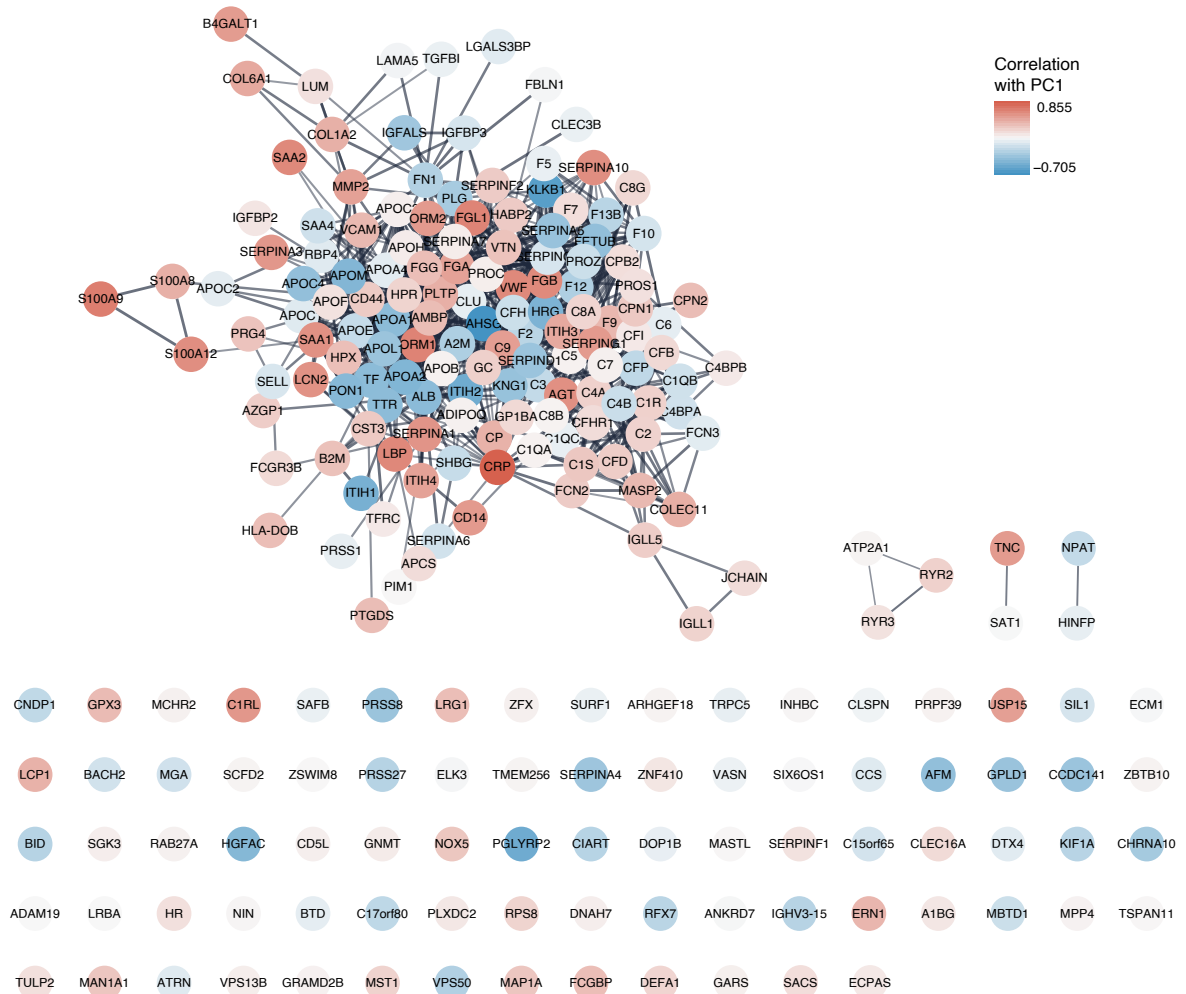 B4GALT1
LGALS3BP
LAMA5
TGFBI
COL6A1
LUM
FBLN1
CLEC3B
COL1A2
IGFALS
IGFBP3
SAA2
F5
SERPINA10
MMP2
FN1
PLG
SERPINF2
KLKB1
C8G
IGFBP2
SAA4
VCAM1
APOC
ORM2
FGL1
HABP2
F7
F13B
F10
SERPINA3
RBP4
APOH
SERPINA7
VTN
SERPINA5
FETUB
S100A9
S100A8
APOC2
APOC4
APOM
APOA4
FGG
FGA
PROC
SERPIN
PROZ
CPB2
APOF
CD44
HPR
PLTP
CLU
VWF
FGB
F12
PROS1
CPN2
APOC
APOE
APOA
AMBP
AHSG
CFH
HRG
C8A
F9
CPN1
C6
PRG4
SAA1
APOL1
ORM1
A2M
F2
ITIH3
SERPING1
CFI
S100A12
HPX
APOB
C9
SERPIND1
C5
C7
CFB
C4BPB
SELL
LCN2
PON1
TF
APOA2
ITIH2
GC
KNG1
C3
AGT
C4A
CFP
C1QB
AZGP1
TTR
ALB
ADIPOQ
GP1BA
C8B
CFHR1
C4B
C1R
C4BPA
CST3
SERPINA1
CP
C1QA
C1QC
C2
FCN3
FCGR3B
B2M
LBP
SHBG
CRP
C1S
CFD
ITIH1
ITIH4
FCN2
MASP2
COLEC11
HLA-DOB
TFRC
CD14
PRSS1
SERPINA6
IGLL5
APCS
PIM1
JCHAIN
PTGDS
IGLL1
Correlation
with PC1
0.855
−0.705
ATP2A1
RYR2
RYR3
TNC
SAT1
NPAT
HINFP
CNDP1 GPX3 MCHR2 C1RL SAFB PRSS8 LRG1 ZFX SURF1 ARHGEF18 TRPC5 INHBC CLSPN PRPF39 USP15 SIL1 ECM1
LCP1 BACH2 MGA SCFD2 ZSWIM8 PRSS27 ELK3 TMEM256 SERPINA4 ZNF410 VASN SIX6OS1 CCS AFM GPLD1 CCDC141 ZBTB10
BID SGK3 RAB27A HGFAC CD5L GNMT NOX5 PGLYRP2 CIART DOP1B MASTL SERPINF1 C15orf65 CLEC16A DTX4 KIF1A CHRNA10
ADAM19 LRBA HR NIN BTD C17orf80 PLXDC2 RPS8 DNAH7 RFX7 ANKRD7 IGHV3-15 ERN1 A1BG MBTD1 MPP4 TSPAN11
TULP2 MAN1A1 ATRN VPS13B GRAMD2B MST1 VPS50 MAP1A FCGBP DEFA1 GARS SACS ECPAS